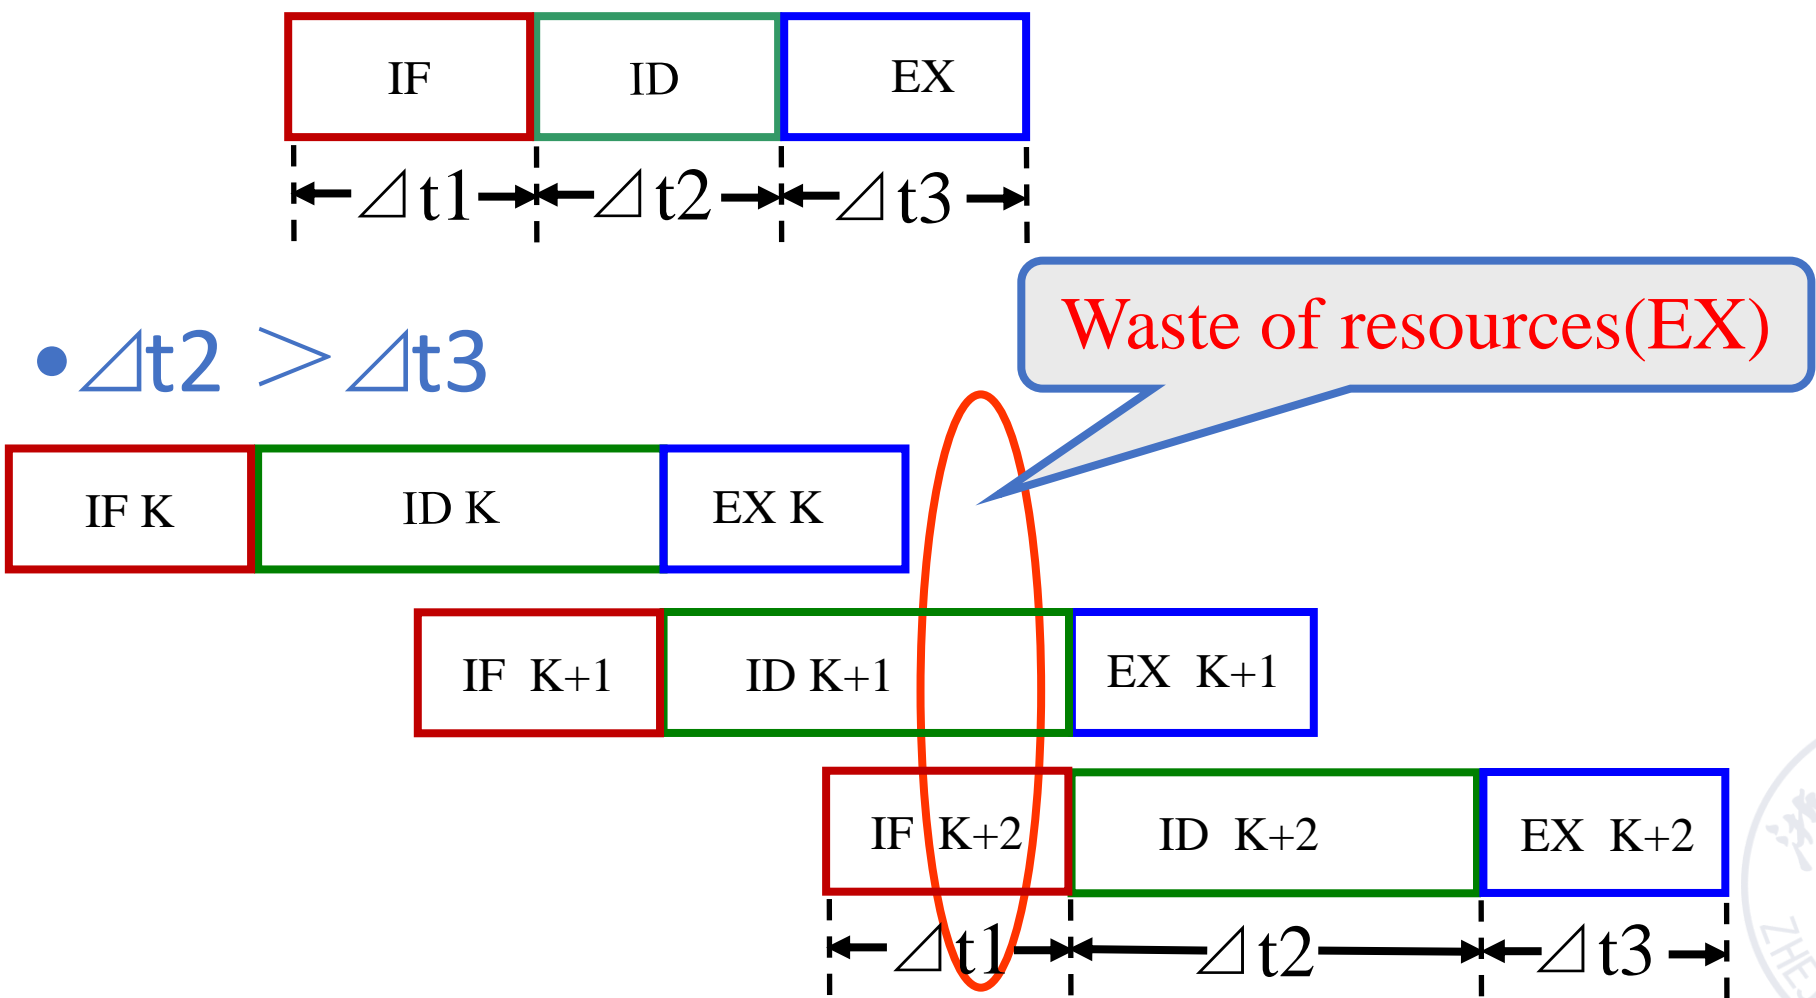 IF ID EX
⊿t1 ⊿t2 ⊿t3
Waste of resources(EX)
•⊿t2 ＞⊿t3
IF K ID K EX K
IF K+1 ID K+1 EX K+1
IF K+2 ID K+2 EX K+2
⊿t1 ⊿t2 ⊿t3